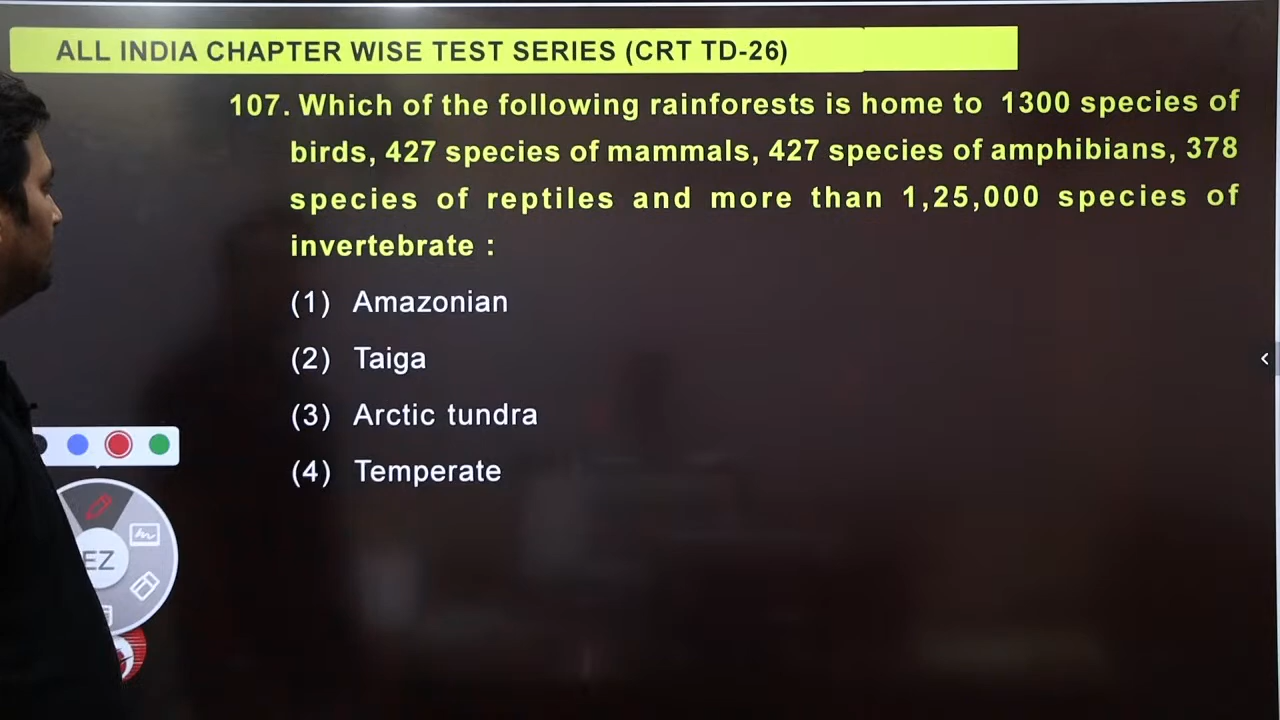 ALL INDIA CHAPTER WISE TEST SERIES (CRT TD-26)
107. Which of the following rainforests is home to 1300 species of
birds, 427 species of mammals, 427 species of amphibians, 378
species of reptiles and more than 1,25,000 species of
invertebrate :
(1) Amazonian
(2) Taiga
(3) Arctic tundra
(4) Temperate
EZ